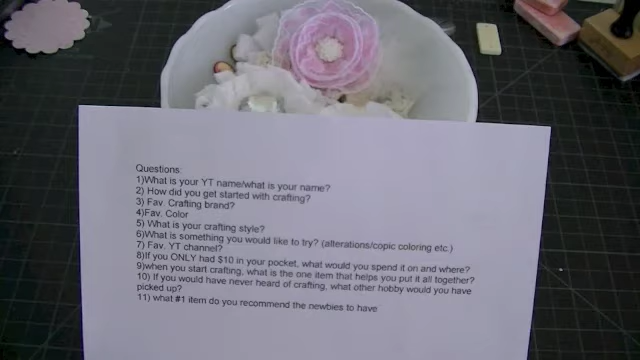 Questions:
1)What is your YT name/what is your name?
2) How did you get started with crafting?
3) Fav. Crafting brand?
4)Fav. Color
5) What is your crafting style?
6)What is something you would like to try? (alterations/copic coloring etc.)
7) Fav. YT channel?
8)If you ONLY had $10 in your pocket, what would you spend it on and where?
9)when you start crafting, what is the one item that helps you put it all together?
10) If you would have never heard of crafting, what other hobby would you have
picked up?
11) what #1 item do you recommend the newbies to have